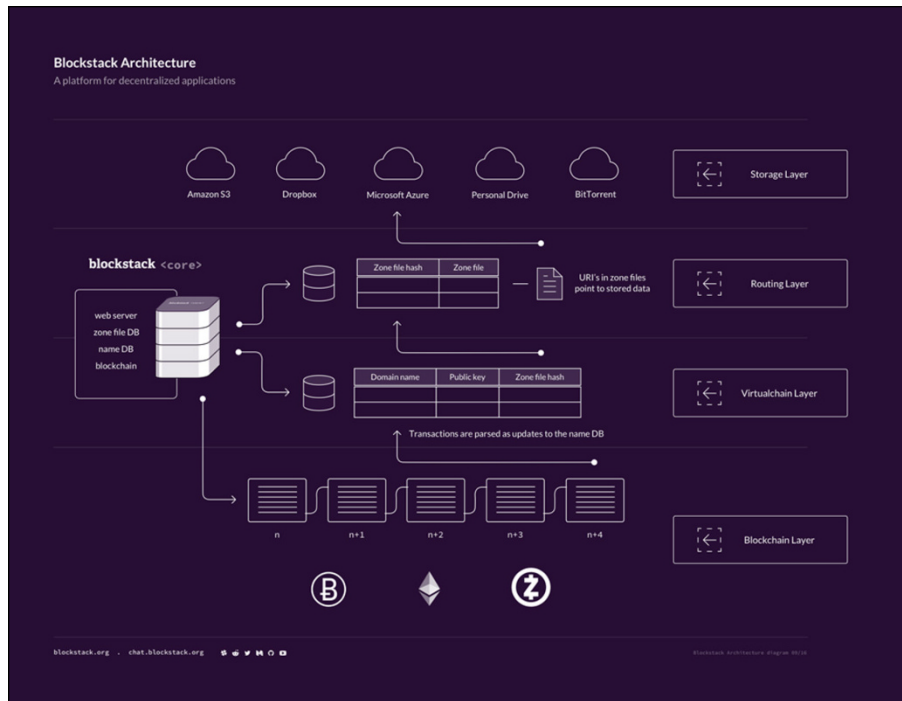 Blockstack Architecture
A platform for decentralized applications
Amazon S3
Dropbox
Microsoft Azure
Personal Drive
BitTorrent
Storage Layer
blockstack <core>
web server
zone file DB
name DB
blockchain
Zone file hash
Zone file
URI's in zone files
point to stored data
Routing Layer
Domain name
Public key
Zone file hash
Virtualchain Layer
Transactions are parsed as updates to the name DB
n
n+1
n+2
n+3
n+4
Blockchain Layer
blockstack.org . chat.blockstack.org